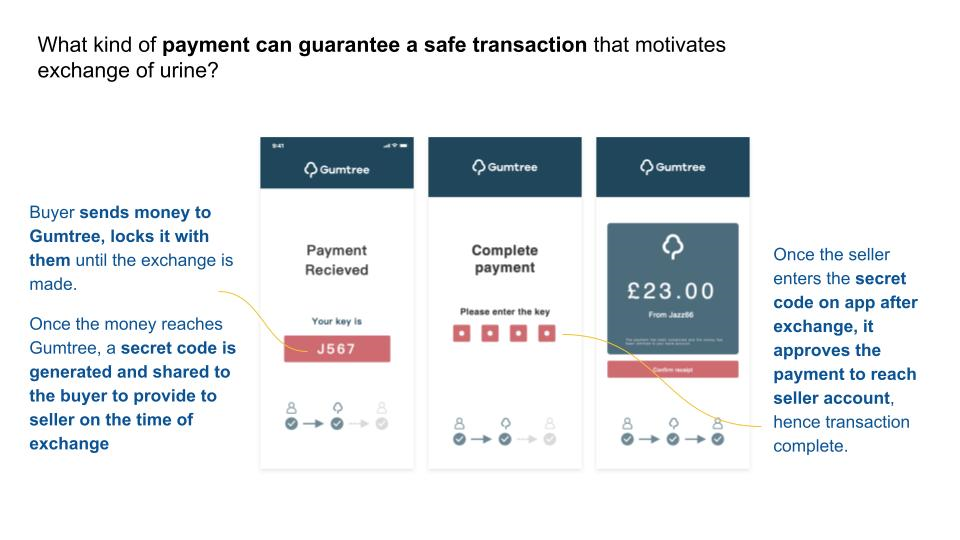 What kind of payment can guarantee a safe transaction that motivates
exchange of urine?
Buyer sends money to
Gumtree, locks it with
them until the exchange is
made.
Once the money reaches
Gumtree, a secret code is
generated and shared to
the buyer to provide to
seller on the time of
exchange
9:41
Gumtree
Payment
Recieved
Your key is
J567
Gumtree
Complete
payment
Please enter the key
Gumtree
£23.00
From Jazz66
Confirm receipt
Once the seller
enters the secret
code on app after
exchange, it
approves the
payment to reach
seller account,
hence transaction
complete.